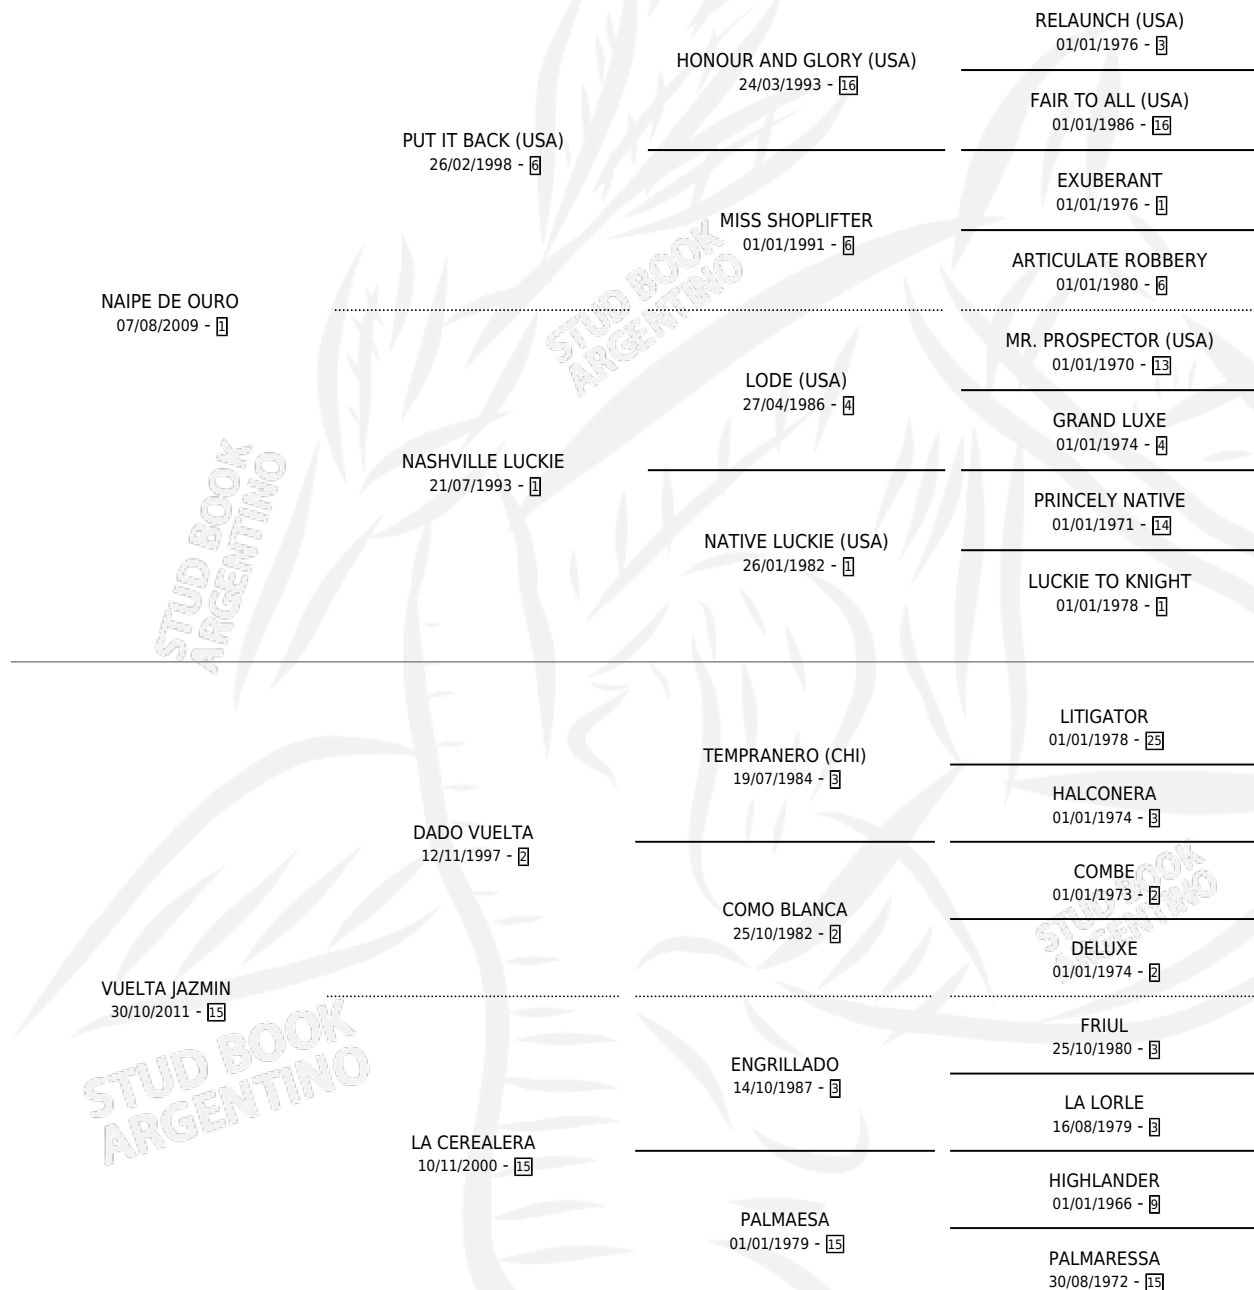 RELAUNCH (USA)
01/01/1976 - 3
HONOUR AND GLORY (USA)
24/03/1993 - 16
FAIR TO ALL (USA)
01/01/1986 - 16
PUT IT BACK (USA)
26/02/1998 - 6
EXUBERANT
01/01/1976 - 1
MISS SHOPLIFTER
01/01/1991 - 6
ARTICULATE ROBBERY
01/01/1980 - 6
NAIPE DE OURO
07/08/2009 - 1
MR. PROSPECTOR (USA)
01/01/1970 - 13
LODE (USA)
27/04/1986 - 4
GRAND LUXE
01/01/1974 - 4
NASHVILLE LUCKIE
21/07/1993 - 1
PRINCELY NATIVE
01/01/1971 - 14
NATIVE LUCKIE (USA)
26/01/1982 - 1
LUCKIE TO KNIGHT
01/01/1978 - 1
STUD BOOK
ARGENTINO
STUD BOOK
ARGENTINO
LITIGATOR
01/01/1978 - 25
TEMPRANERO (CHI)
19/07/1984 - 3
HALCONERA
01/01/1974 - 3
DADO VUELTA
12/11/1997 - 2
COMBE
01/01/1973 - 2
COMO BLANCA
25/10/1982 - 2
DELUXE
01/01/1974 - 2
VUELTA JAZMIN
30/10/2011 - 15
FRIUL
25/10/1980 - 3
ENGRILLADO
14/10/1987 - 3
LA LORLE
16/08/1979 - 3
LA CEREALERA
10/11/2000 - 15
HIGHLANDER
01/01/1966 - 9
PALMAESA
01/01/1979 - 15
PALMARESSA
30/08/1972 - 15
STUD BOOK
ARGENTINO
STUD BOOK
ARGENTINO